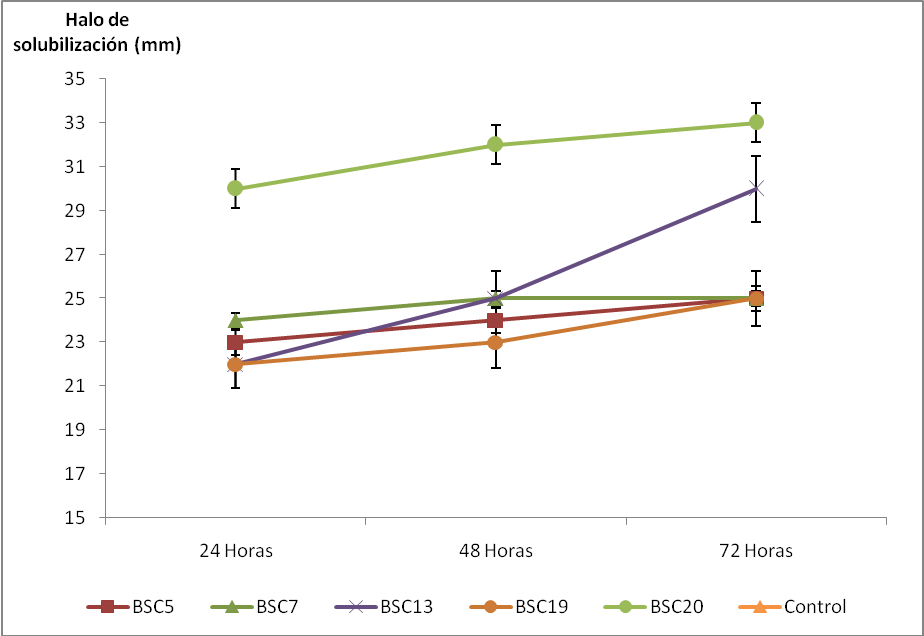 Halo de
solubilización (mm)
35
33
31
29
27
25
23
21
19
17
15
24 Horas 48 Horas 72 Horas
BSC5 BSC7 BSC13 BSC19 BSC20 Control